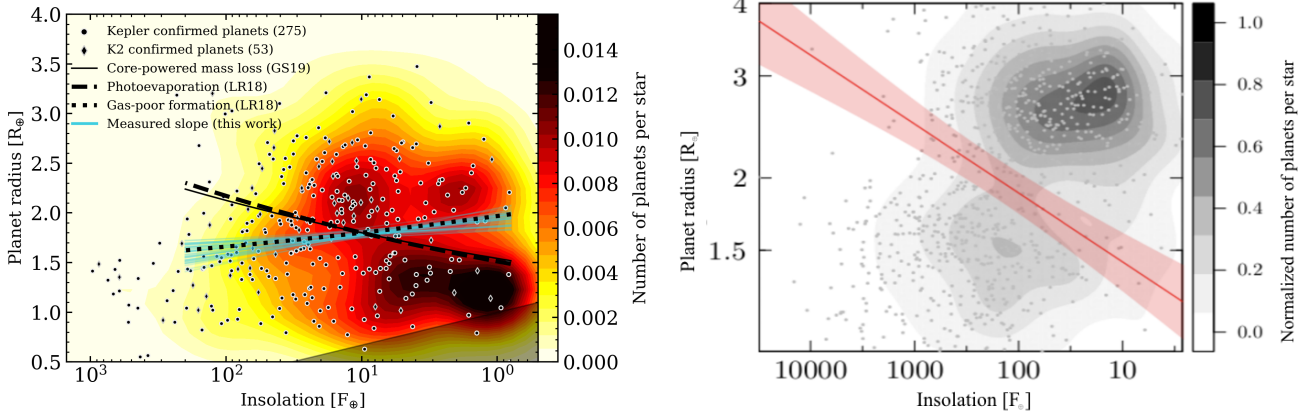 Kepler confirmed planets (275)
K2 confirmed planets (53)
Core-powered mass loss (GS19)
Photoevaporation (LR18)
Gas-poor formation (LR18)
Measured slope (this work)
4.0
3.5
3.0
2.5
2.0
1.5
1.0
0.5
Planet radius [R⊕]
10³
10²
10¹
10⁰
Insolation [F⊕]
0.014
0.012
0.010
0.008
0.006
0.004
0.002
0.000
Number of planets per star
4
3
2
1.5
Planet radius [R⊕]
10000
1000
100
10
Insolation [F⊕]
1.0
0.8
0.6
0.4
0.2
0.0
Normalized number of planets per star